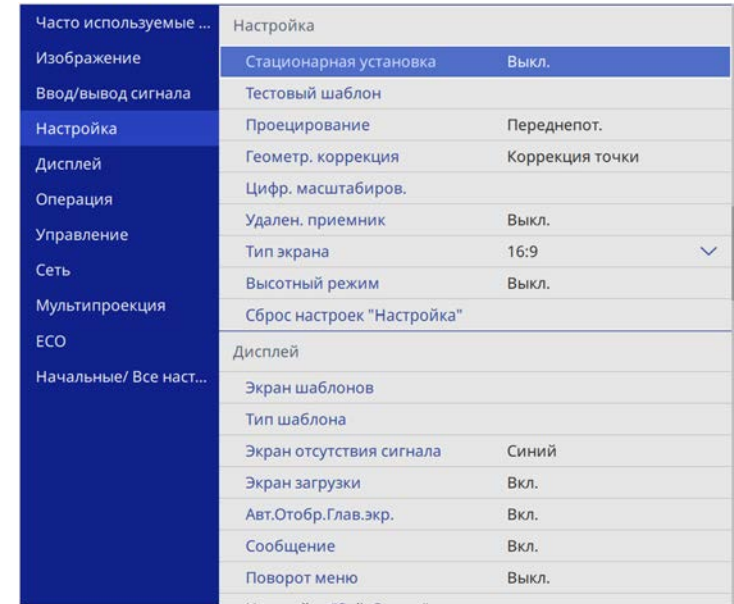 Часто используемые ...
Изображение
Ввод/вывод сигнала
Настройка
Дисплей
Операция
Управление
Сеть
Мультипроекция
ECO
Начальные/ Все наст...
Настройка
Стационарная установка Выкл.
Тестовый шаблон
Проецирование Переднепот.
Геометр. коррекция Коррекция точки
Цифр. масштабиров.
Удален. приемник Выкл.
Тип экрана 16:9
Высотный режим Выкл.
Сброс настроек "Настройка"
Дисплей
Экран шаблонов
Тип шаблона
Экран отсутствия сигнала Синий
Экран загрузки Вкл.
Авт.Отобр.Глав.экр. Вкл.
Сообщение Вкл.
Поворот меню Выкл.